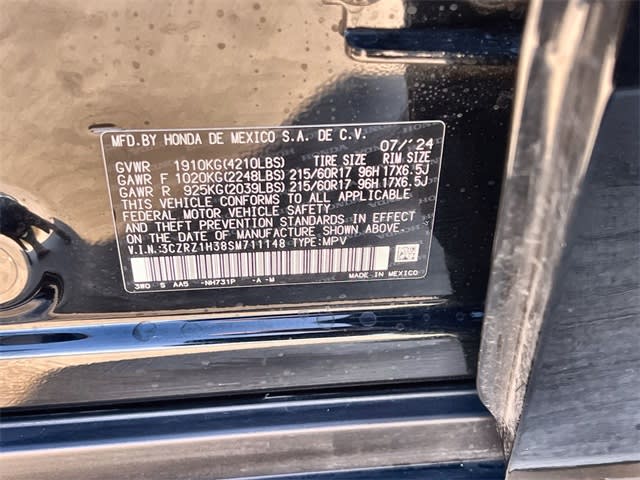 MFD.BY HONDA DE MEXICO S.A. DE C.V. 07/'24
GVWR 1910KG(4210LBS) TIRE SIZE RIM SIZE
GAWR F 1020KG(2248LBS) 215/60R17 96H 17X6.5J
GAWR R 925KG(2039LBS) 215/60R17 96H 17X6.5J
THIS VEHICLE CONFORMS TO ALL APPLICABLE
FEDERAL MOTOR VEHICLE SAFETY
AND THEFT PREVENTION STANDARDS IN EFFECT
ON THE DATE OF MANUFACTURE SHOWN ABOVE.
V.I.N.:3CZRZ1H38SM711148 TYPE:MPV
3W0 S AA5 -NH731P -A -M MADE IN MEXICO